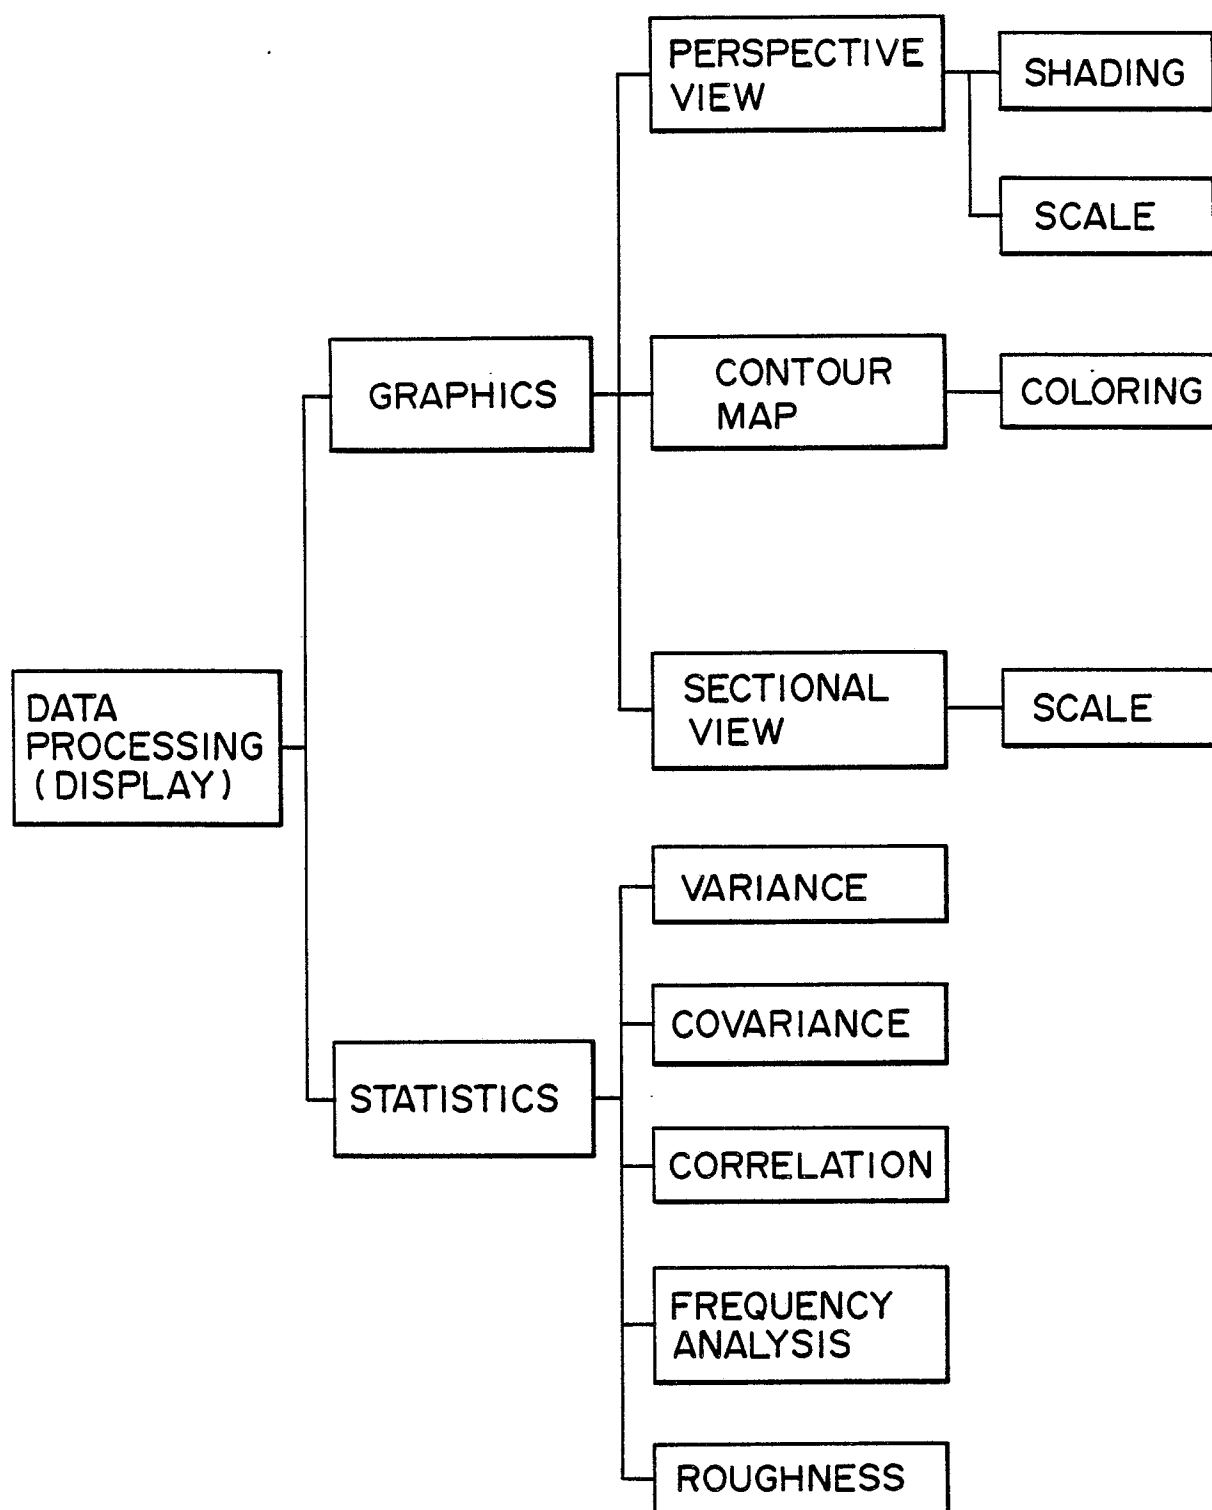 PERSPECTIVE
VIEW
SHADING
SCALE
GRAPHICS
CONTOUR
MAP
COLORING
SECTIONAL
VIEW
SCALE
DATA
PROCESSING
(DISPLAY)
VARIANCE
COVARIANCE
STATISTICS
CORRELATION
FREQUENCY
ANALYSIS
ROUGHNESS